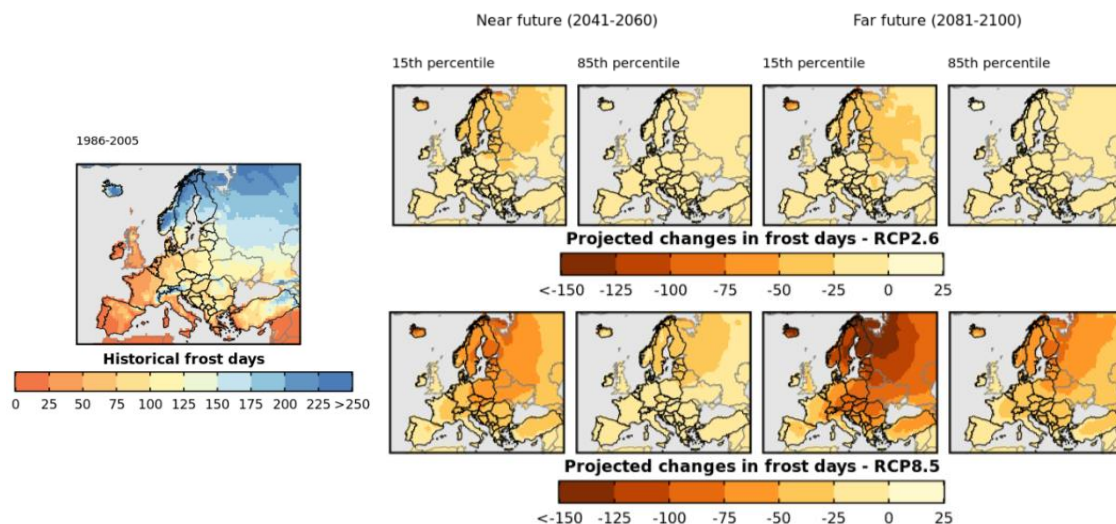 Near future (2041-2060)
Far future (2081-2100)
15th percentile
85th percentile
15th percentile
85th percentile
1986-2005
Projected changes in frost days - RCP2.6
<-150 -125 -100 -75 -50 -25 0 25
Historical frost days
0 25 50 75 100 125 150 175 200 225 >250
Projected changes in frost days - RCP8.5
<-150 -125 -100 -75 -50 -25 0 25